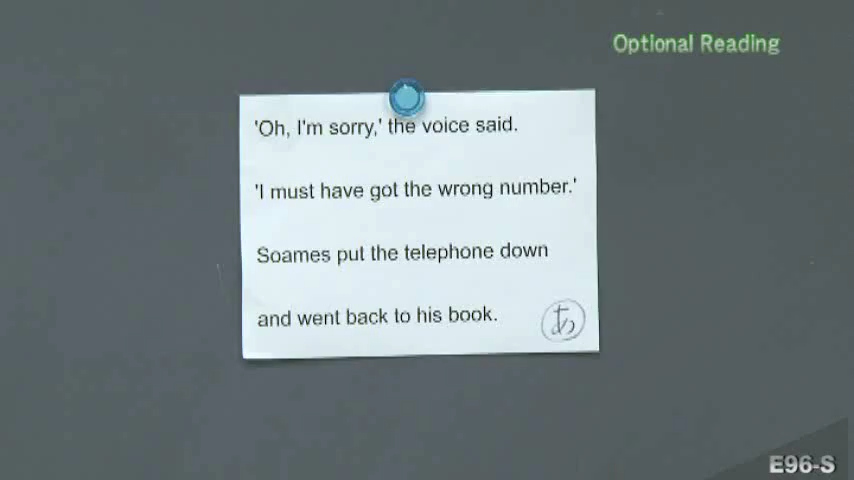 Optional Reading
'Oh, I'm sorry,' the voice said.
'I must have got the wrong number.'
Soames put the telephone down
and went back to his book.
あ
E96-S